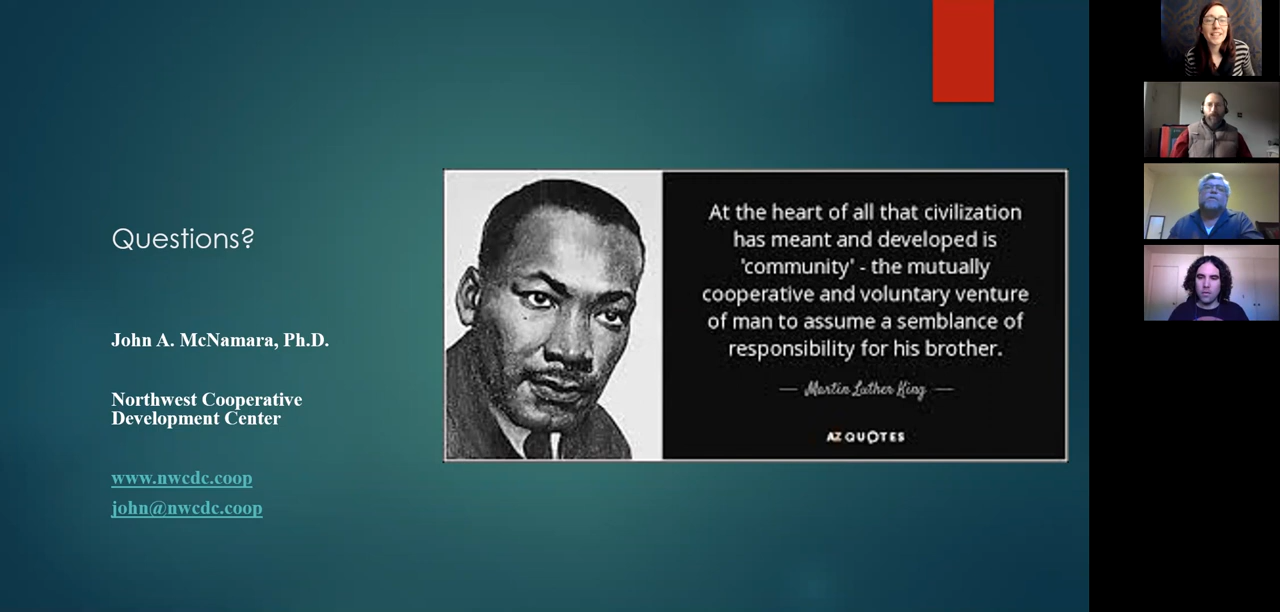 Questions?
John A. McNamara, Ph.D.
Northwest Cooperative
Development Center
www.nwcdc.coop
john@nwcdc.coop
At the heart of all that civilization
has meant and developed is
'community' - the mutually
cooperative and voluntary venture
of man to assume a semblance of
responsibility for his brother.
— Martin Luther King —
AZ QUOTES